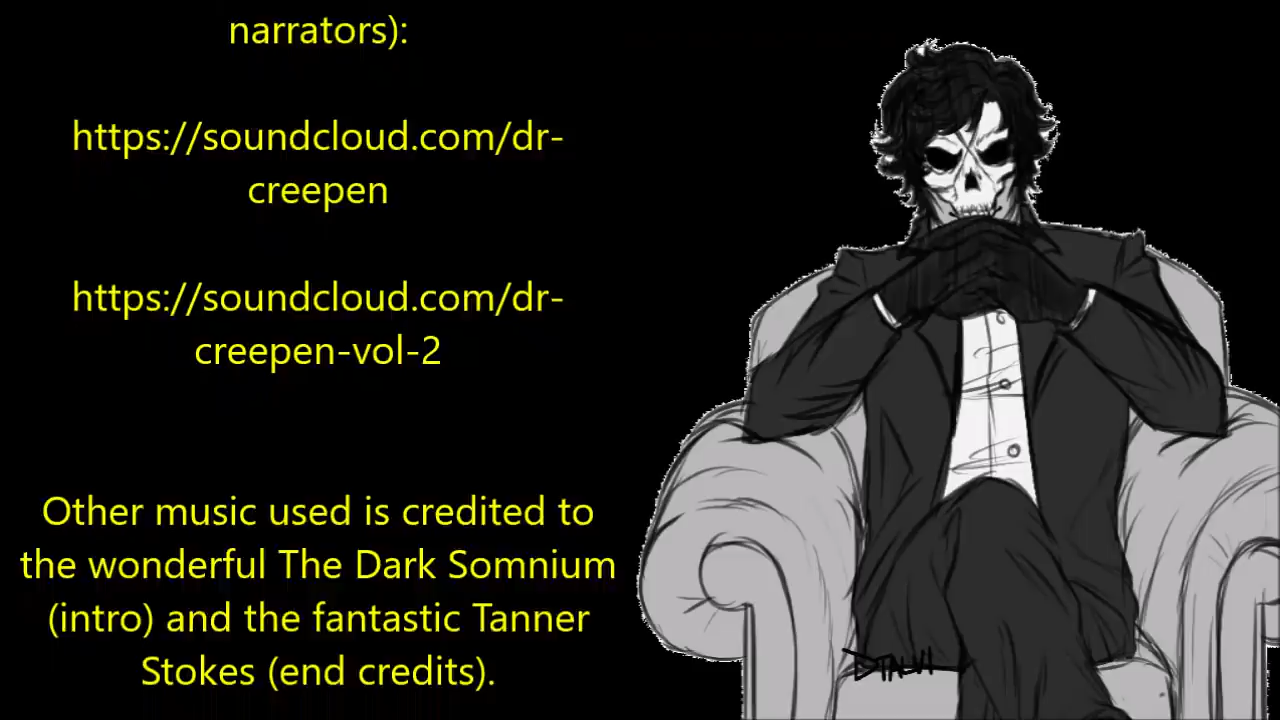 narrators):
https://soundcloud.com/dr-
creepen
https://soundcloud.com/dr-
creepen-vol-2
Other music used is credited to
the wonderful The Dark Somnium
(intro) and the fantastic Tanner
Stokes (end credits).